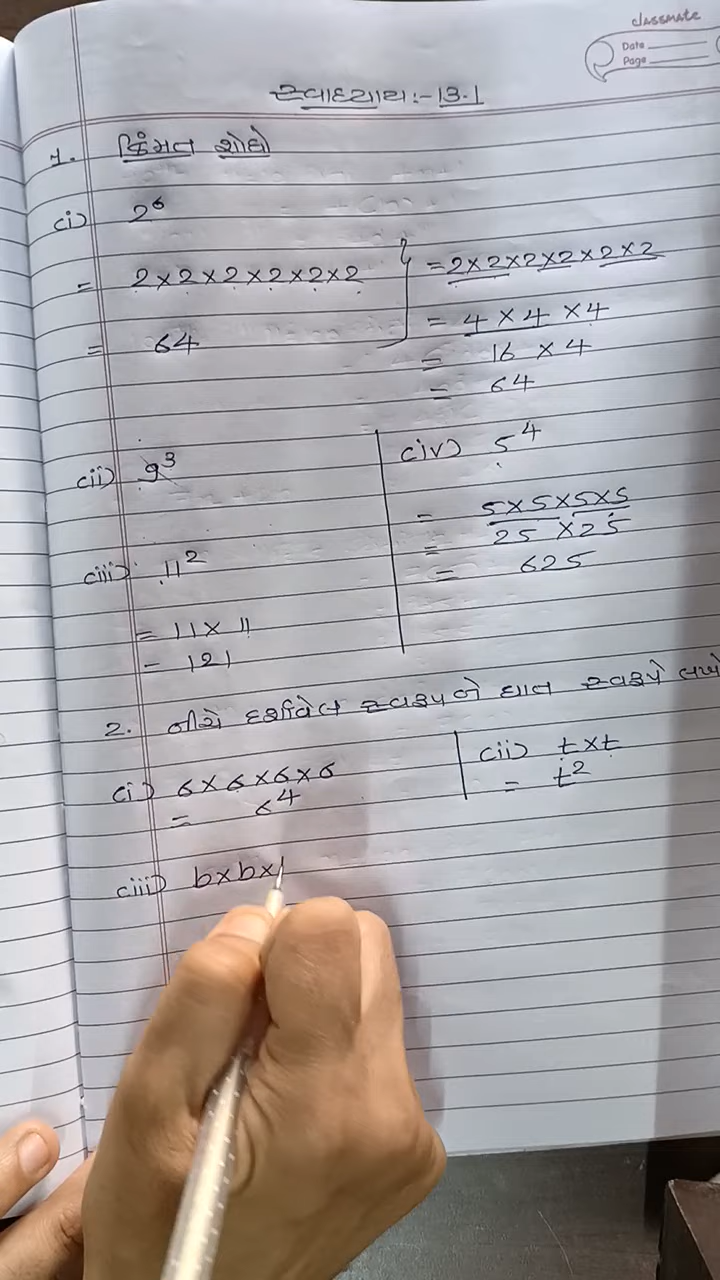 classmate
Date
Page
સ્વાધ્યાય:- 13.1
1. કિંમત શોધો
(i) 2⁶
= 2×2×2×2×2×2
= 64
= 2×2×2×2×2×2
= 4 × 4 × 4
= 16 × 4
= 64
(ii) 9³
(iii) 11²
= 11 × 11
= 121
(iv) 5⁴
= 5×5×5×5
= 25 × 25
= 625
2. નીચે દર્શાવેલ સ્વરૂપને ઘાત સ્વરૂપે લખો
(i) 6×6×6×6
= 6⁴
(ii) t×t
= t²
(iii) b×b×